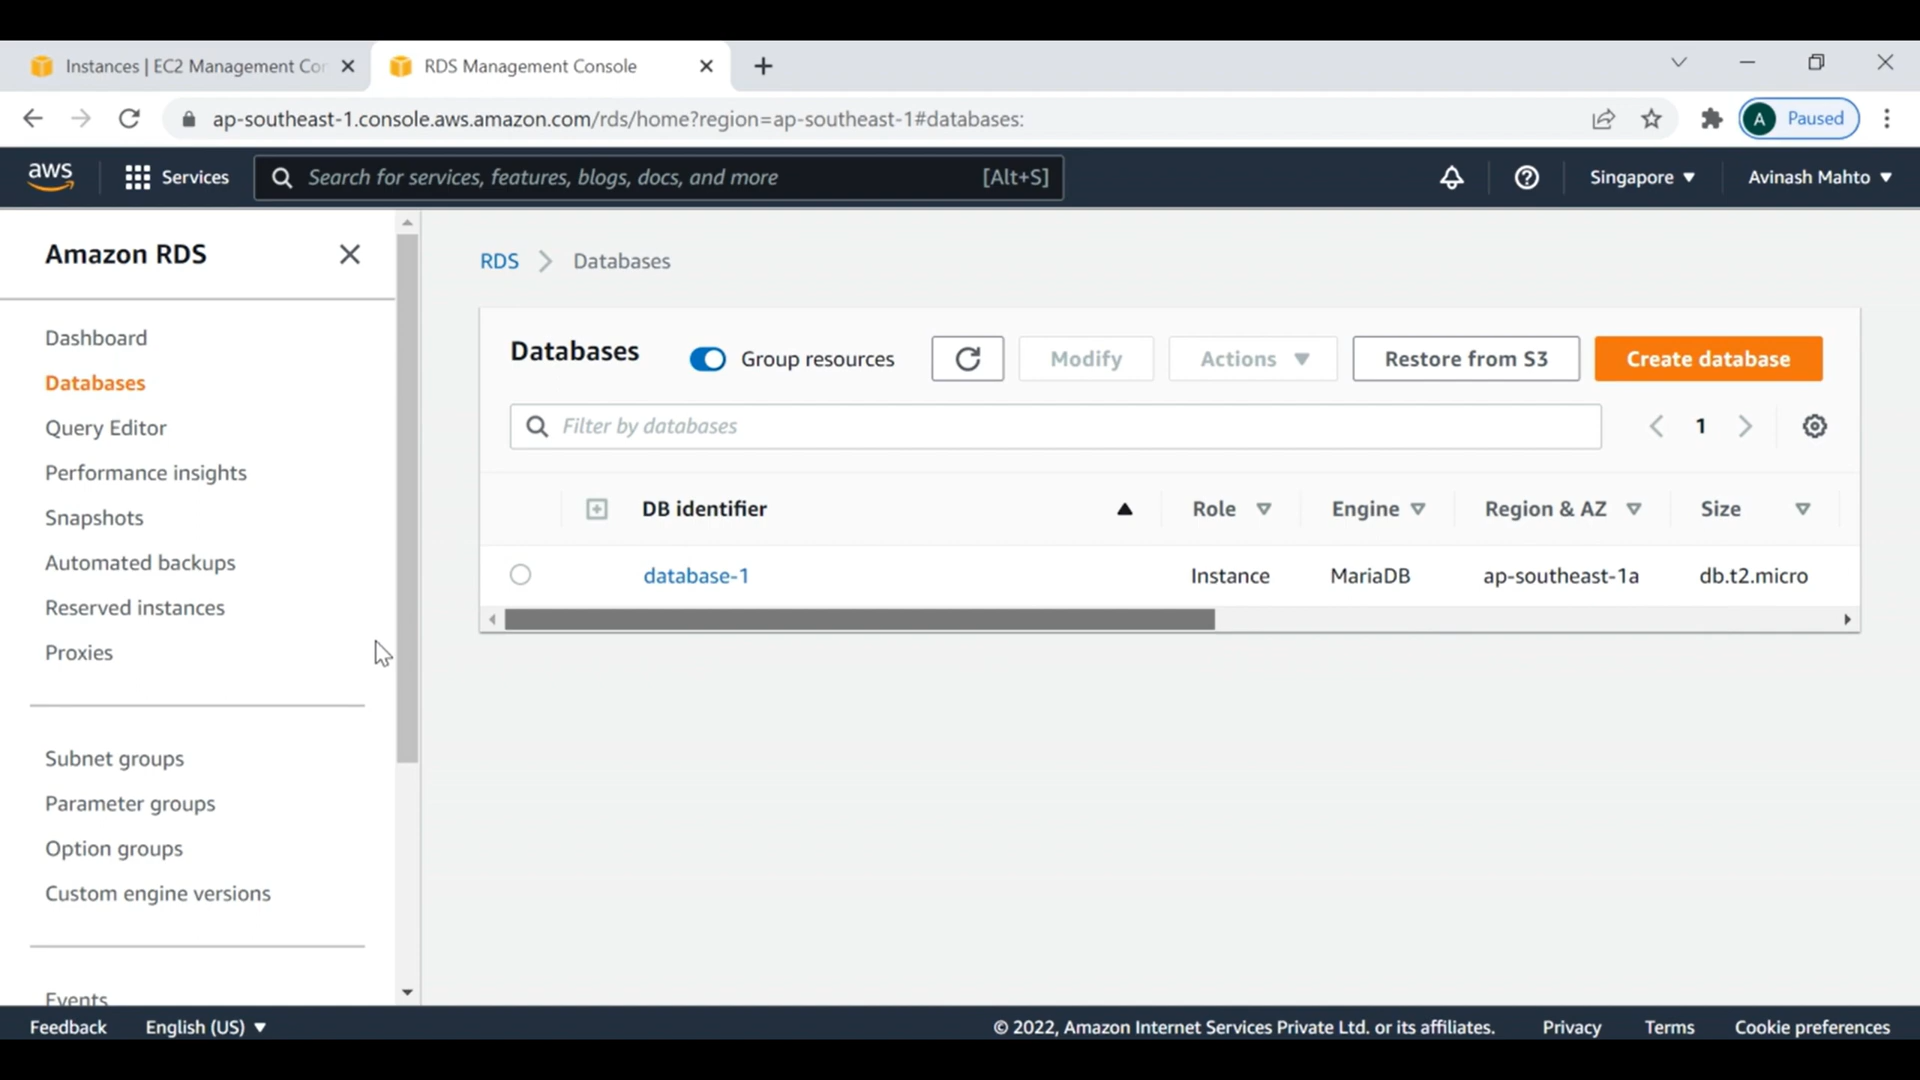 Instances | EC2 Management Con
RDS Management Console
ap-southeast-1.console.aws.amazon.com/rds/home?region=ap-southeast-1#databases:
A Paused
aws
Services
Search for services, features, blogs, docs, and more [Alt+S]
Singapore
Avinash Mahto
Amazon RDS
Dashboard
Databases
Query Editor
Performance insights
Snapshots
Automated backups
Reserved instances
Proxies
Subnet groups
Parameter groups
Option groups
Custom engine versions
Events
RDS > Databases
Databases
Group resources
Modify
Actions
Restore from S3
Create database
Filter by databases
1
DB identifier Role Engine Region & AZ Size
database-1 Instance MariaDB ap-southeast-1a db.t2.micro
Feedback English (US) © 2022, Amazon Internet Services Private Ltd. or its affiliates. Privacy Terms Cookie preferences